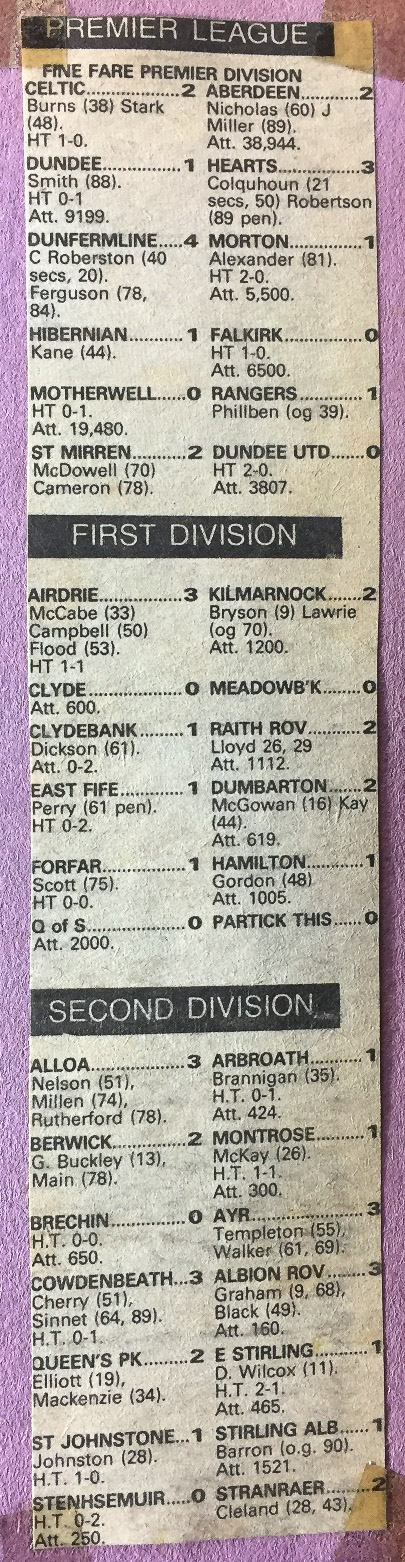 PREMIER LEAGUE
FINE FARE PREMIER DIVISION
CELTIC.....................2 ABERDEEN............2
Burns (38) Stark Nicholas (60) J
(48). Miller (89).
HT 1-0. Att. 38,944.
DUNDEE...............1 HEARTS..................3
Smith (88). Colquhoun (21
HT 0-1 secs, 50) Robertson
Att. 9199. (89 pen).
DUNFERMLINE....4 MORTON...............1
C Roberston (40 Alexander (81).
secs, 20). HT 2-0.
Ferguson (78, Att. 5,500.
84).
HIBERNIAN...........1 FALKIRK................0
Kane (44). HT 1-0.
Att. 6500.
MOTHERWELL.....0 RANGERS..............1
HT 0-1. Phillben (og 39).
Att. 19,480.
ST MIRREN...........2 DUNDEE UTD......0
McDowell (70) HT 2-0.
Cameron (78). Att. 3807.
FIRST DIVISION
AIRDRIE.................3 KILMARNOCK.......2
McCabe (33) Bryson (9) Lawrie
Campbell (50) (og 70).
Flood (53). Att. 1200.
HT 1-1
CLYDE...................0 MEADOWB'K........0
Att. 600.
CLYDEBANK.........1 RAITH ROV...........2
Dickson (61). Lloyd 26, 29
Att. 0-2. Att. 1112.
EAST FIFE.............1 DUMBARTON......2
Perry (61 pen). McGowan (16) Kay
HT 0-2. (44).
Att. 619.
FORFAR................1 HAMILTON............1
Scott (75). Gordon (48)
HT 0-0. Att. 1005.
Q of S....................0 PARTICK THIS......0
Att. 2000.
SECOND DIVISION
ALLOA...................3 ARBROATH...........1
Nelson (51), Brannigan (35).
Millen (74), H.T. 0-1.
Rutherford (78). Att. 424.
BERWICK..............2 MONTROSE..........1
G. Buckley (13), McKay (26).
Main (78). H.T. 1-1.
Att. 300.
BRECHIN...............0 AYR.......................3
H.T. 0-0. Templeton (55),
Att. 650. Walker (61, 69).
COWDENBEATH...3 ALBION ROV........3
Cherry (51), Graham (9, 68),
Sinnet (64, 89). Black (49).
H.T. 0-1. Att. 160.
QUEEN'S PK.........2 E STIRLING...........1
Elliott (19), D. Wilcox (11).
Mackenzie (34). H.T. 2-1.
Att. 465.
ST JOHNSTONE...1 STIRLING ALB......1
Johnston (28). Barron (o.g. 90).
H.T. 1-0. Att. 1521.
STENHSEMUIR.....0 STRANRAER.........2
H.T. 0-2. Cleland (28, 43).
Att. 250.